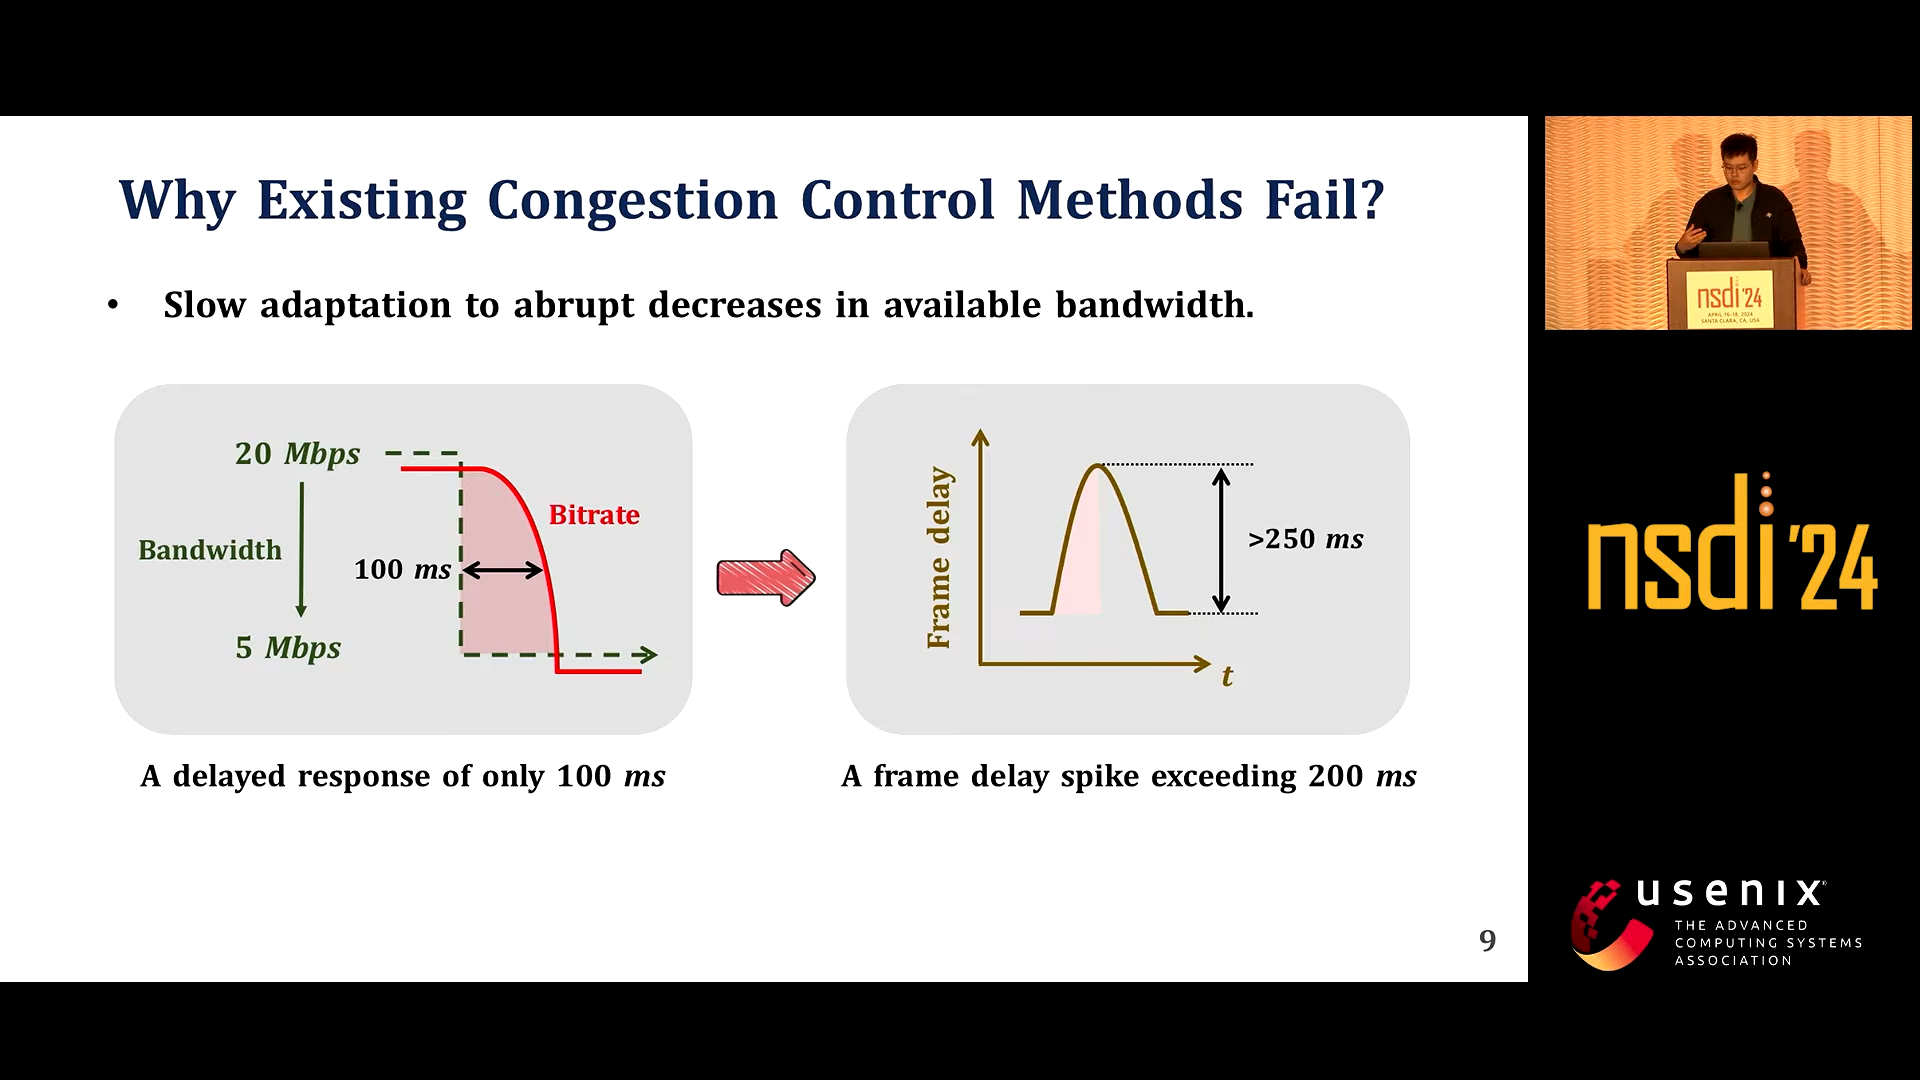 Why Existing Congestion Control Methods Fail?
• Slow adaptation to abrupt decreases in available bandwidth.
20 Mbps
Bandwidth
5 Mbps
100 ms
Bitrate
Frame delay
>250 ms
t
A delayed response of only 100 ms
A frame delay spike exceeding 200 ms
9
nsdi'24
APRIL 16-18, 2024
SANTA CLARA, CA, USA
nsdi'24
usenix®
THE ADVANCED
COMPUTING SYSTEMS
ASSOCIATION